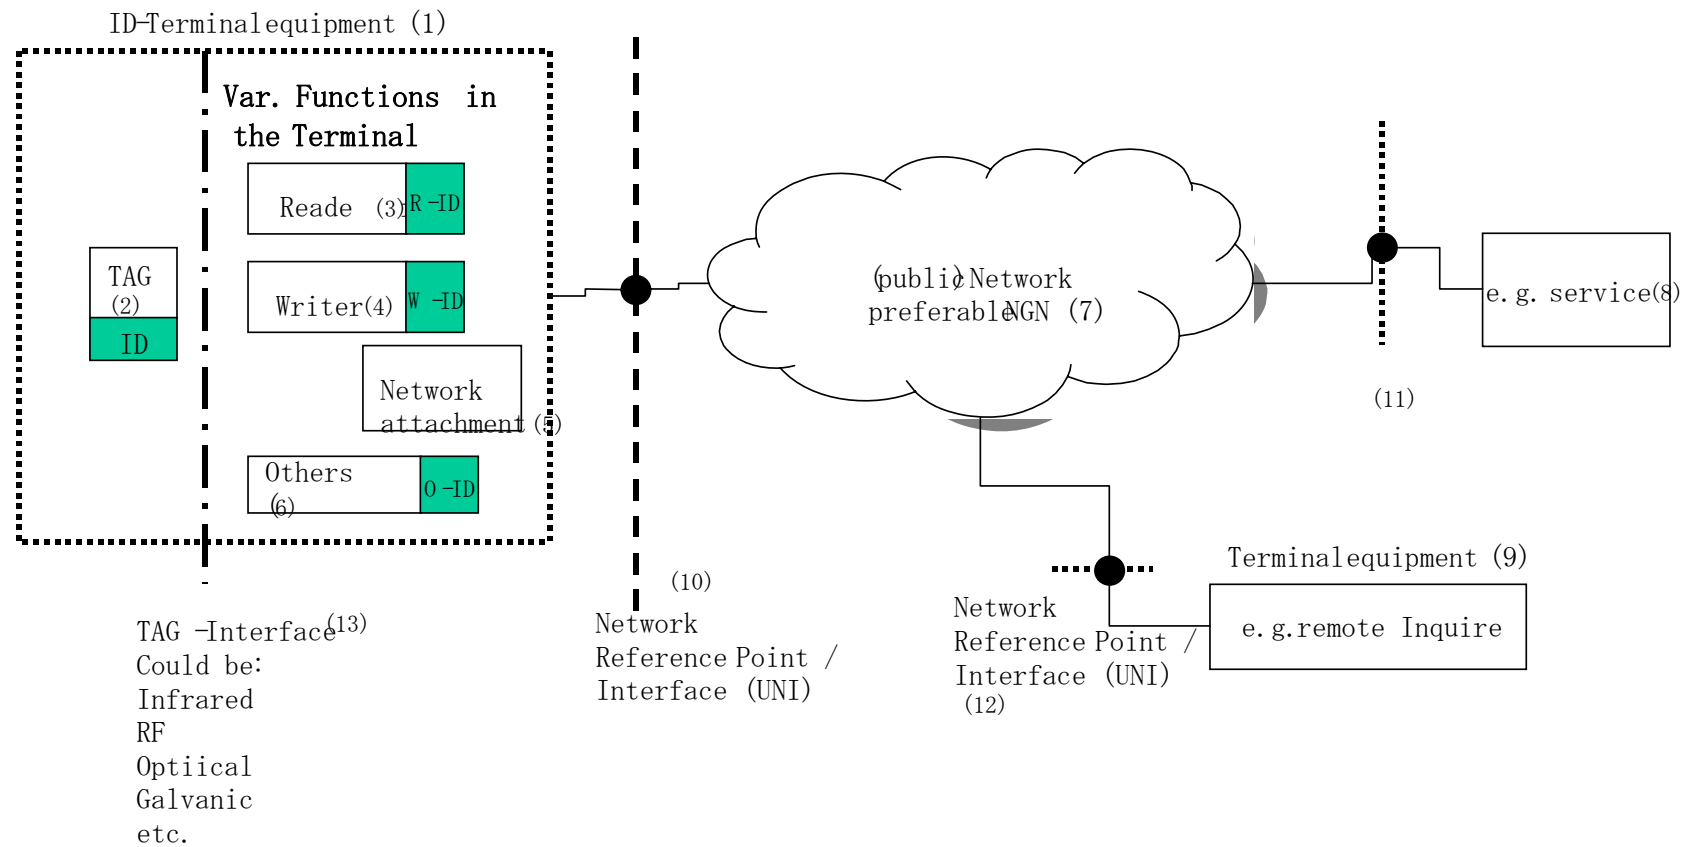 ID-Terminalequipment (1)
Var. Functions in
the Terminal
Reade (3)
R-ID
TAG
(2)
ID
Writer(4)
W-ID
Network
attachment(5)
Others
(6)
O-ID
(public)Network
preferableNGN (7)
e.g. service(8)
(11)
Terminalequipment (9)
e.g.remote Inquire
(10)
Network
Reference Point /
Interface (UNI)
Network
Reference Point /
Interface (UNI)
(12)
TAG -Interface(13)
Could be:
Infrared
RF
Optiical
Galvanic
etc.